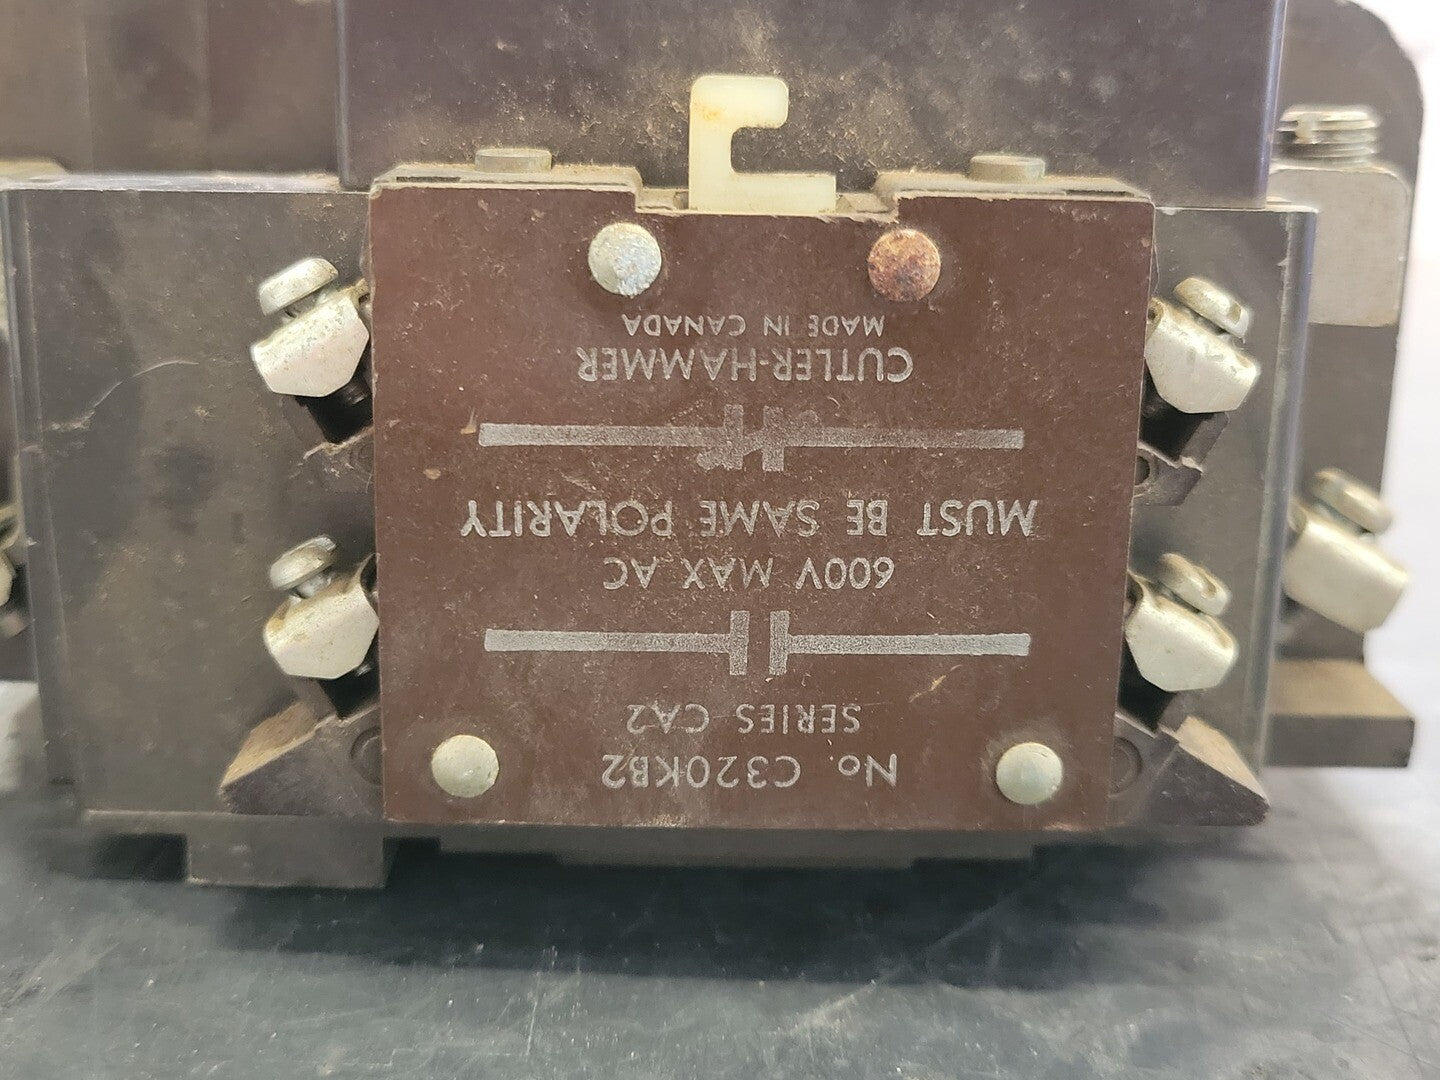 No. C320KB2
SERIES CA2
600V MAX AC
MUST BE SAME POLARITY
CUTLER-HAMMER
MADE IN CANADA